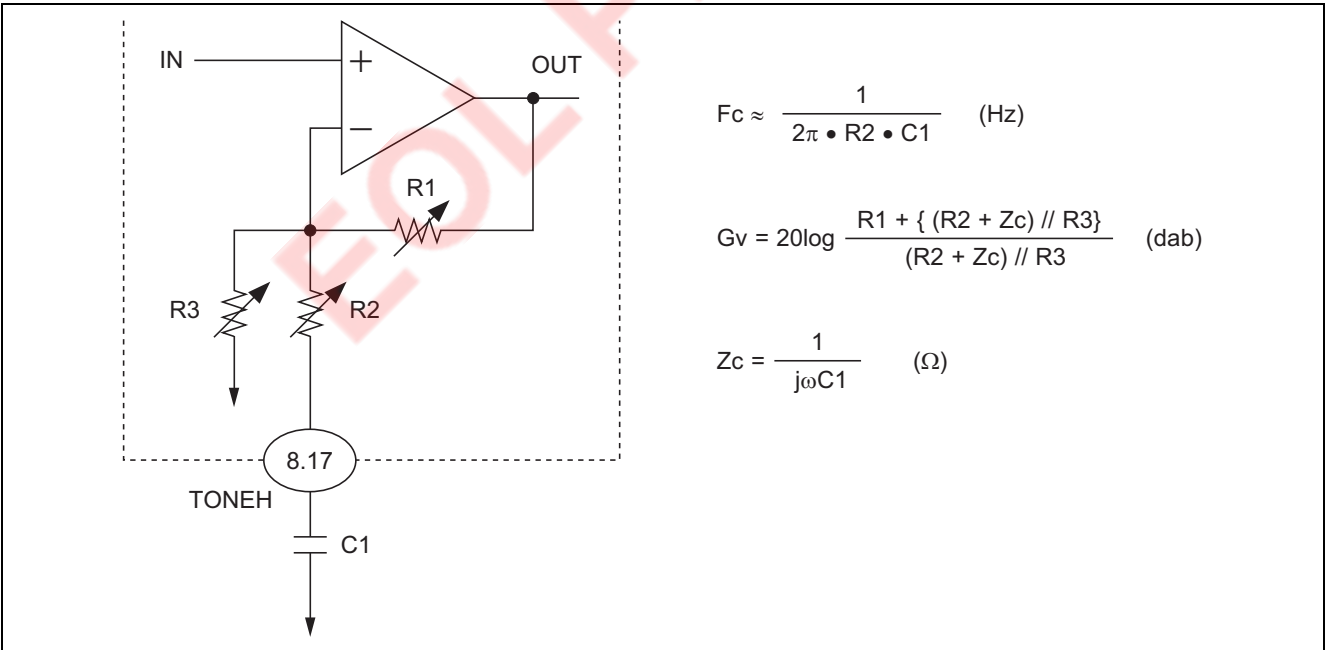 IN
+
−
OUT
R1
R3
R2
8.17
TONEH
C1
Fc ≈ 1 / 2π • R2 • C1 (Hz)
Gv = 20log R1 + { (R2 + Zc) // R3} / (R2 + Zc) // R3 (dab)
Zc = 1 / jωC1 (Ω)
EOL